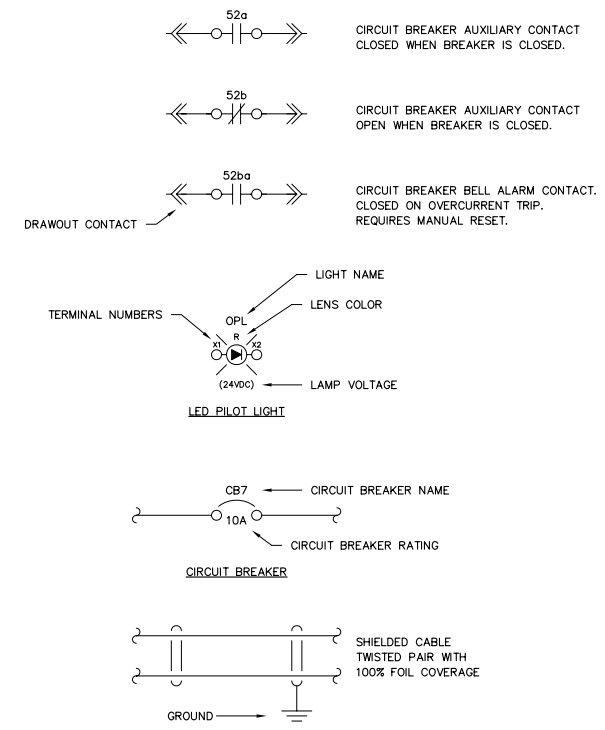 52a
CIRCUIT BREAKER AUXILIARY CONTACT
CLOSED WHEN BREAKER IS CLOSED.
52b
CIRCUIT BREAKER AUXILIARY CONTACT
OPEN WHEN BREAKER IS CLOSED.
52ba
CIRCUIT BREAKER BELL ALARM CONTACT.
CLOSED ON OVERCURRENT TRIP.
REQUIRES MANUAL RESET.
DRAWOUT CONTACT
LIGHT NAME
LENS COLOR
TERMINAL NUMBERS
OPL
R
X1
X2
(24VDC)
LAMP VOLTAGE
LED PILOT LIGHT
CB7
CIRCUIT BREAKER NAME
10A
CIRCUIT BREAKER RATING
CIRCUIT BREAKER
SHIELDED CABLE
TWISTED PAIR WITH
100% FOIL COVERAGE
GROUND